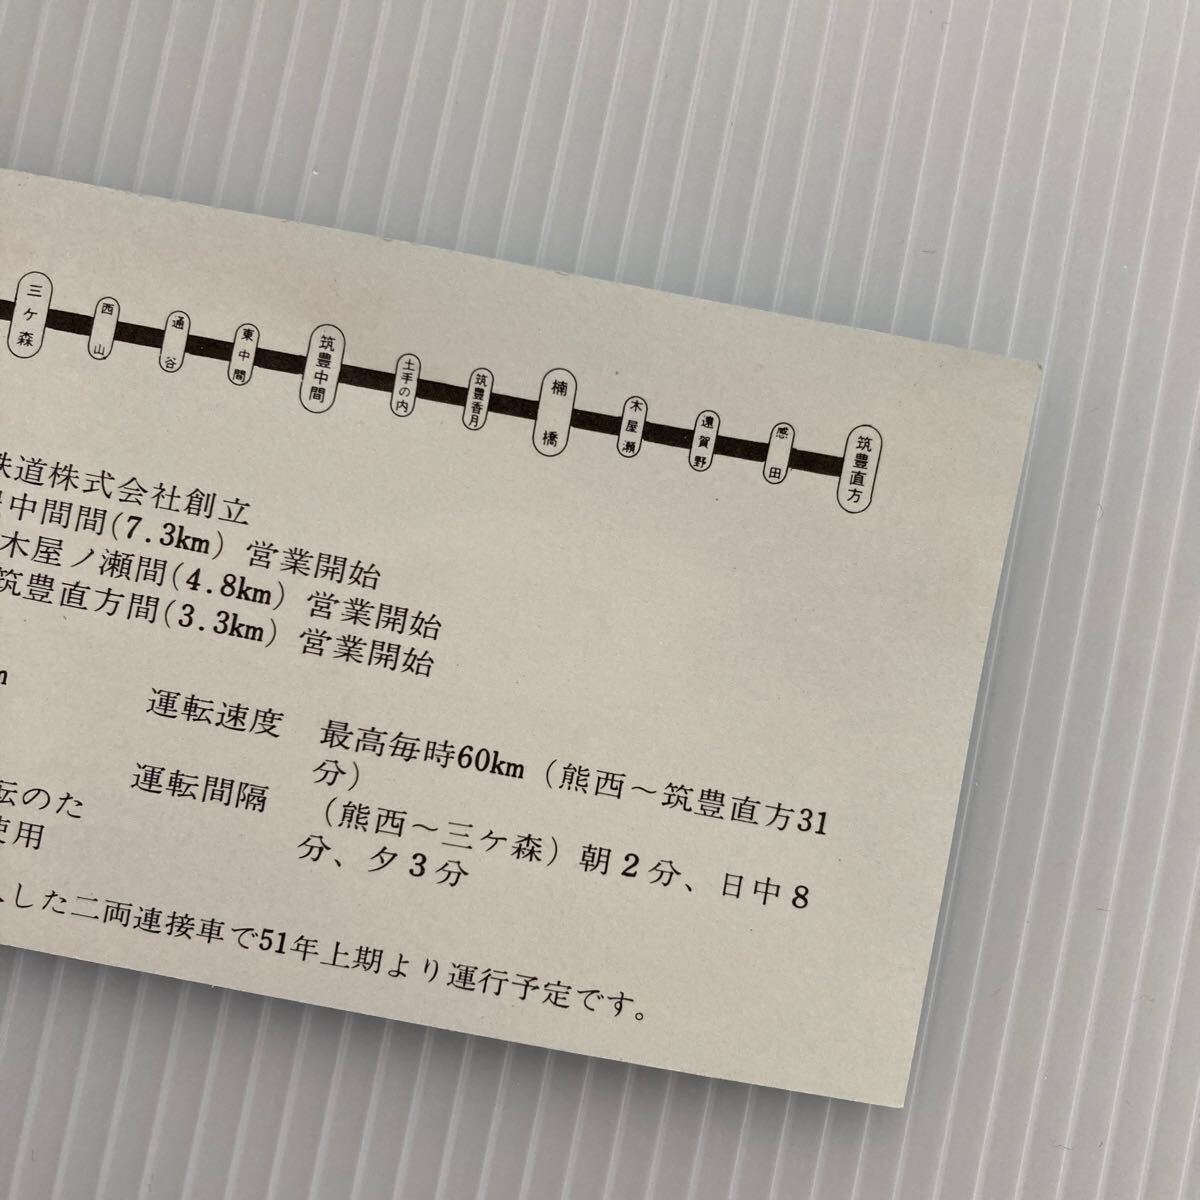 三ケ森
西山
通谷
東中間
筑豊中間
土手の内
筑豊香月
楠橋
木屋瀬
遠賀野
感田
筑豊直方
鉄道株式会社創立
豊中間間(7.3km) 営業開始
木屋ノ瀬間(4.8km) 営業開始
筑豊直方間(3.3km) 営業開始
m
運転速度 最高毎時60km (熊西〜筑豊直方31
分)
運転間隔 (熊西〜三ケ森) 朝2分、日中8
分、夕3分
転のた
使用
した二両連接車で51年上期より運行予定です。